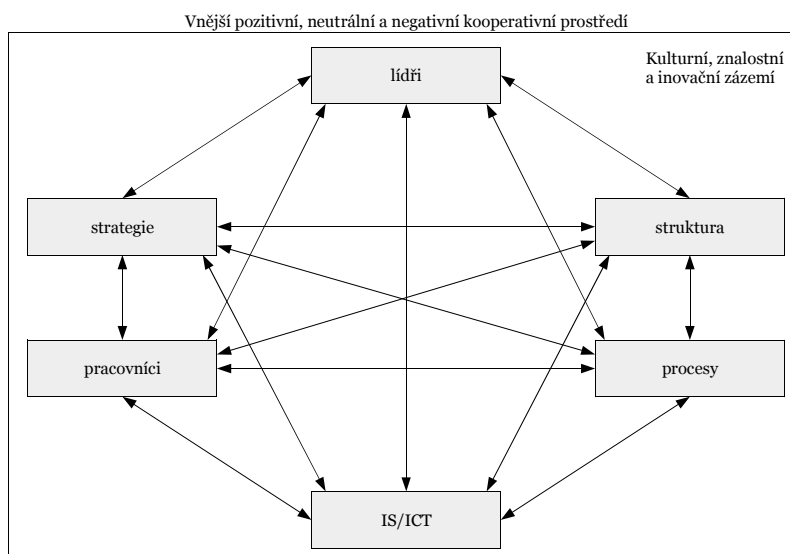 Vnější pozitivní, neutrální a negativní kooperativní prostředí
Kulturní, znalostní
a inovační zázemí
lídři
strategie
struktura
pracovníci
procesy
IS/ICT